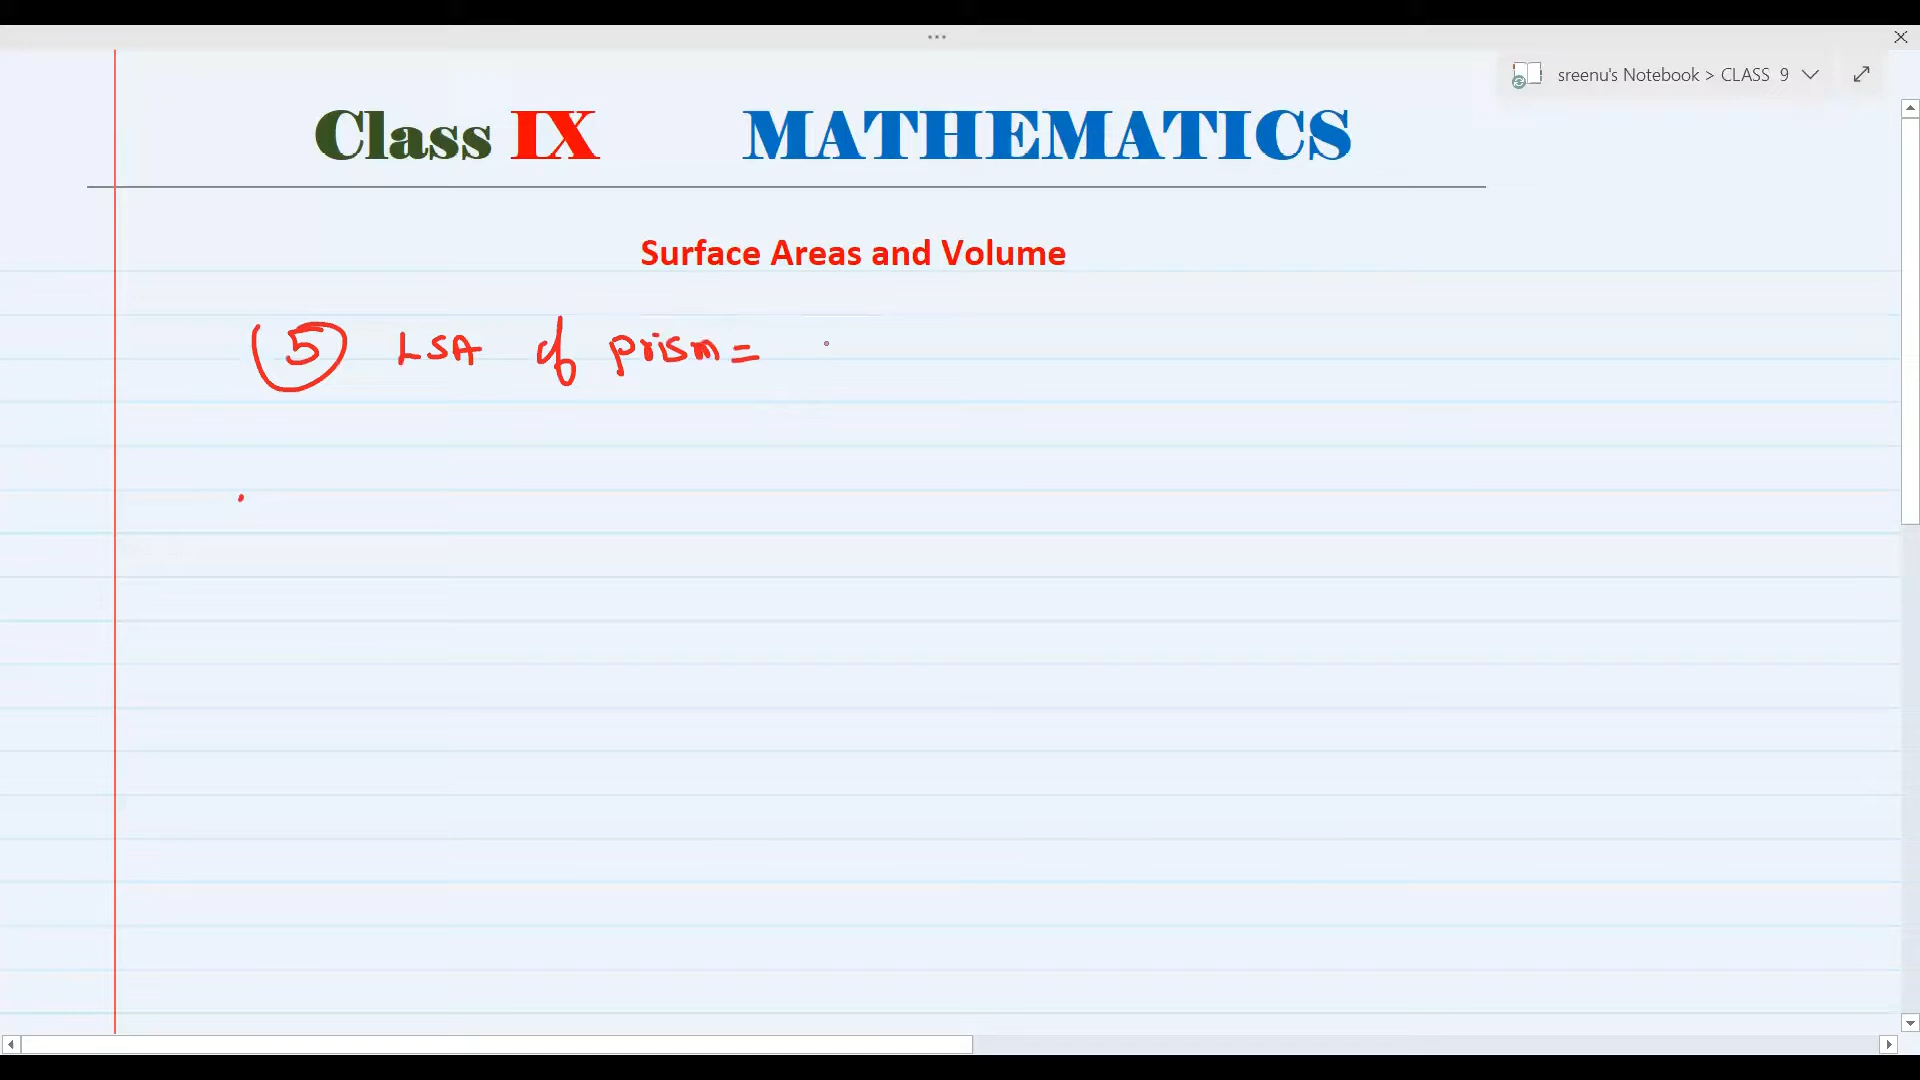 sreenu's Notebook > CLASS 9
Class IX MATHEMATICS
Surface Areas and Volume
5 LSA of prism =